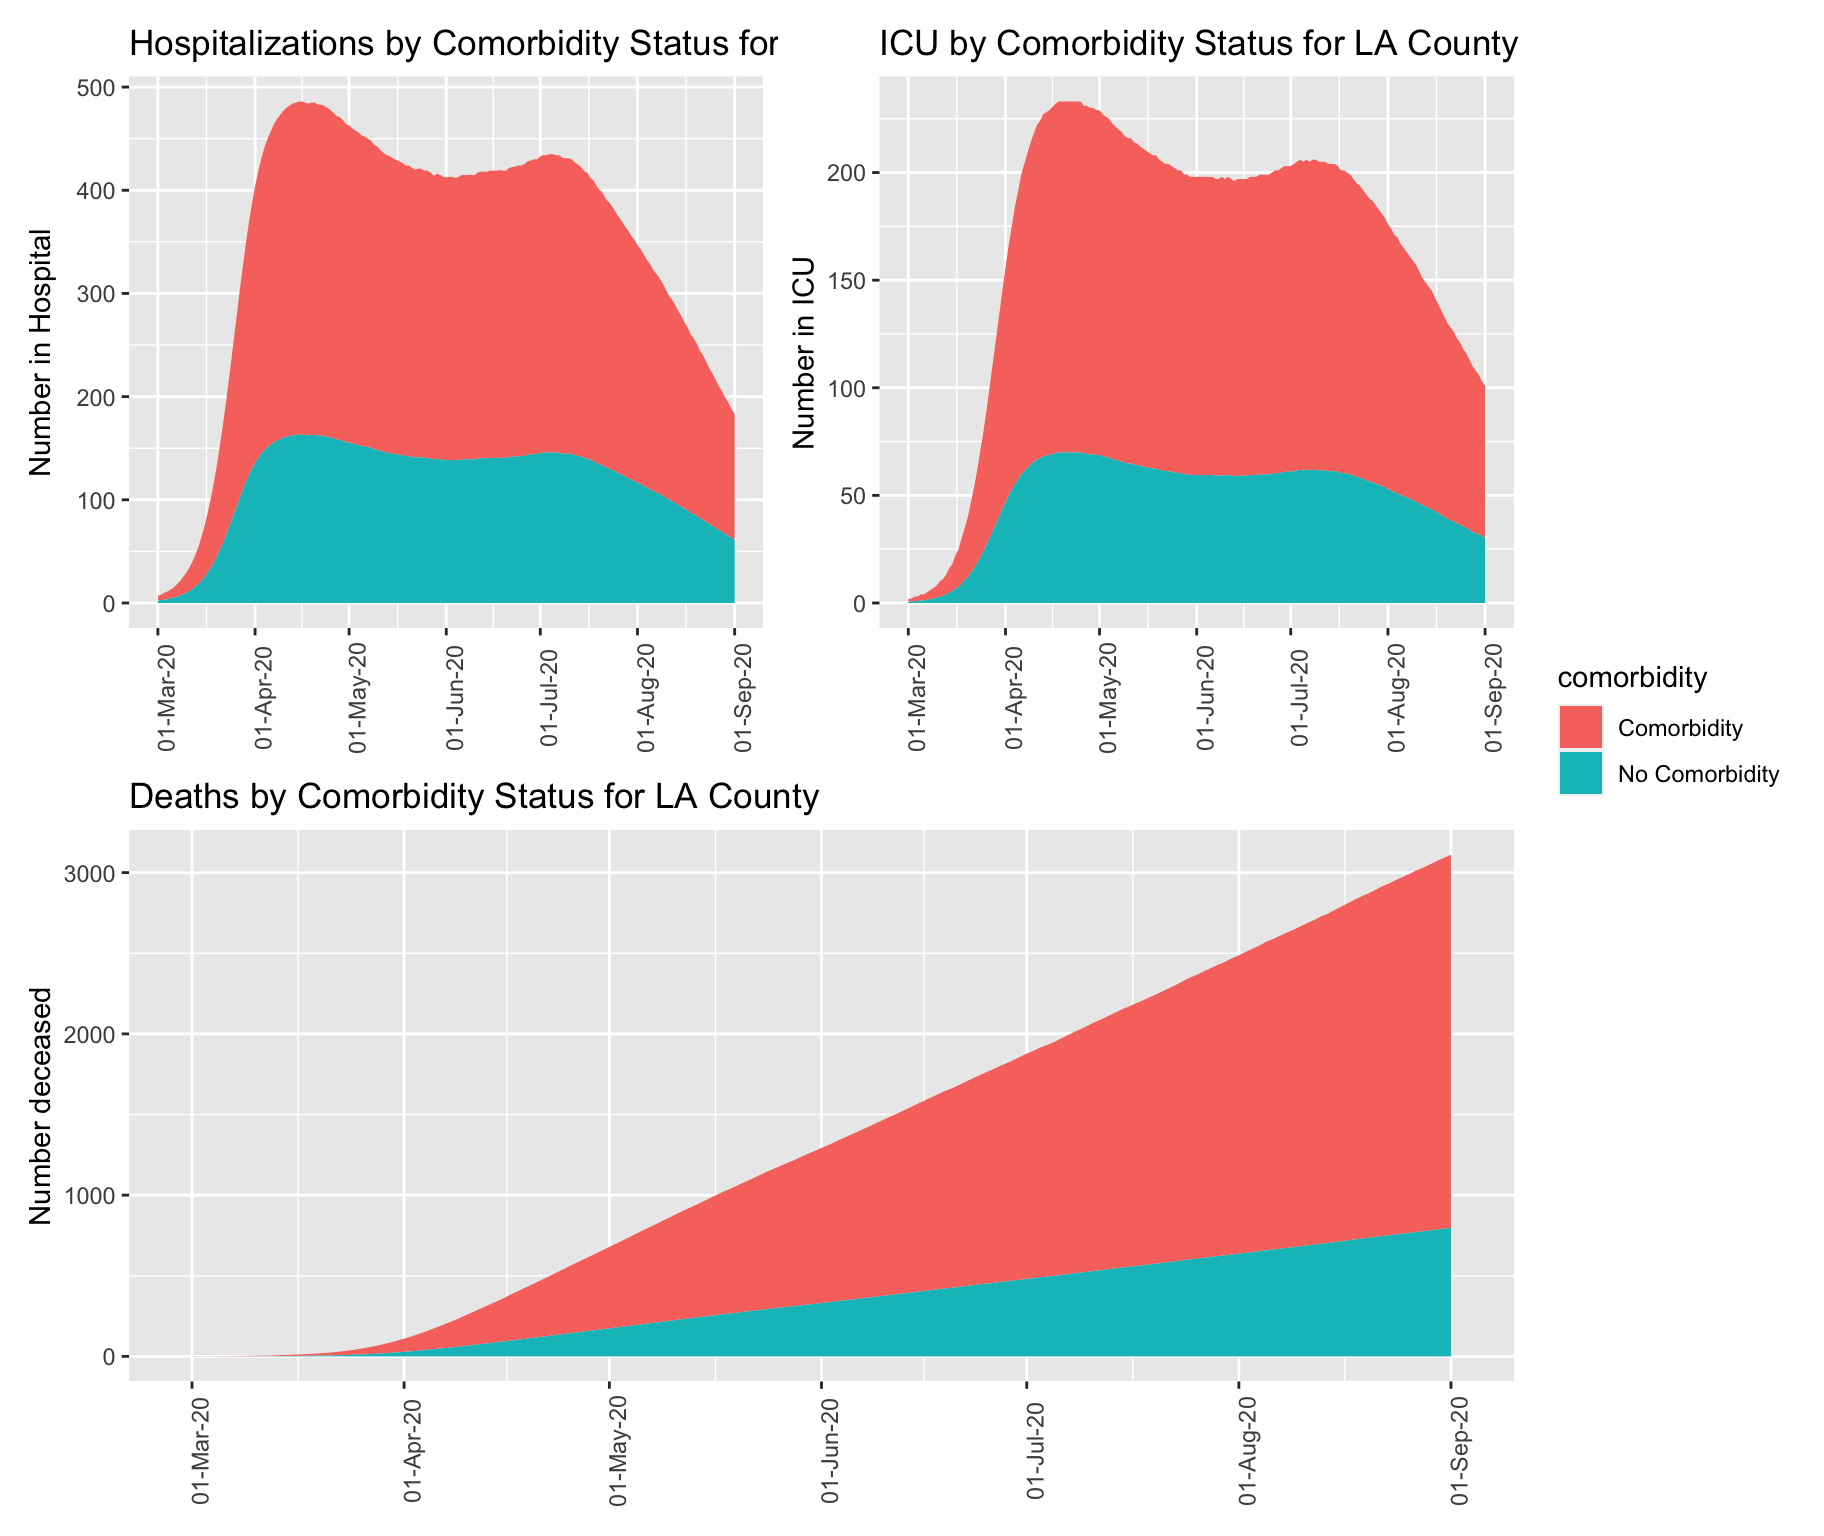 Hospitalizations by Comorbidity Status for
Number in Hospital
500
400
300
200
100
0
01-Mar-20
01-Apr-20
01-May-20
01-Jun-20
01-Jul-20
01-Aug-20
01-Sep-20
ICU by Comorbidity Status for LA County
Number in ICU
200
150
100
50
0
01-Mar-20
01-Apr-20
01-May-20
01-Jun-20
01-Jul-20
01-Aug-20
01-Sep-20
comorbidity
Comorbidity
No Comorbidity
Deaths by Comorbidity Status for LA County
Number deceased
3000
2000
1000
0
01-Mar-20
01-Apr-20
01-May-20
01-Jun-20
01-Jul-20
01-Aug-20
01-Sep-20